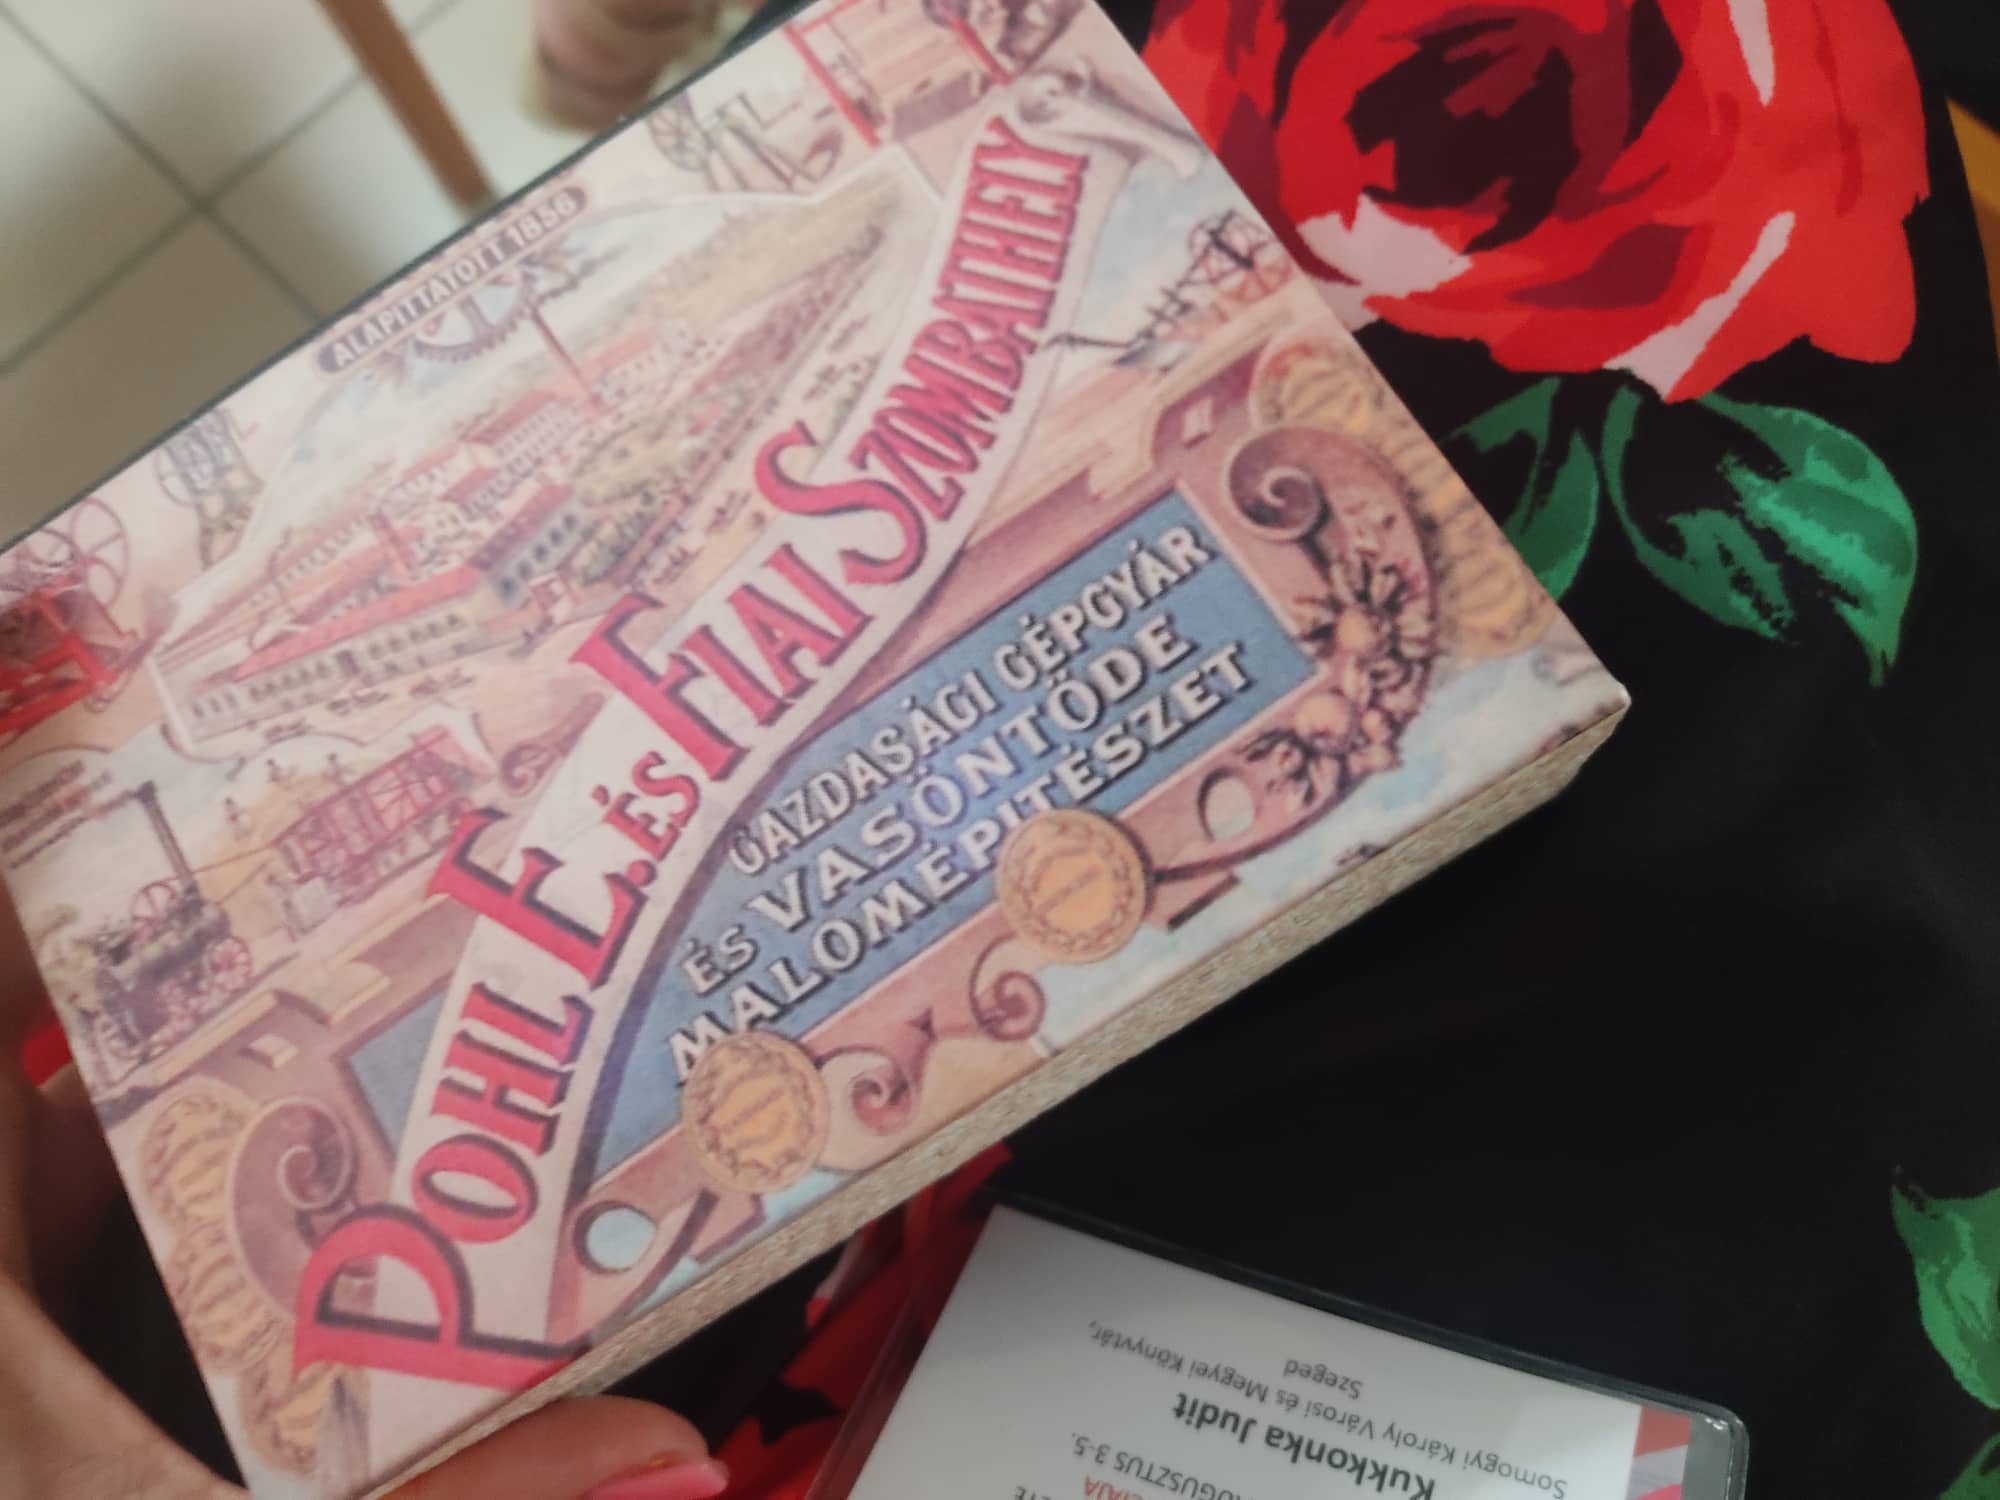 ALAPITTATOTT 1856
POHL E. ÉS FIAI SZOMBATHELY
GAZDASÁGI GÉPGYÁR
ÉS VASÖNTŐDE
MALOMÉPITÉSZET
AUGUSZTUS 3-5.
Kukkonka Judit
Somogyi Károly Városi és Megyei Könyvtár,
Szeged